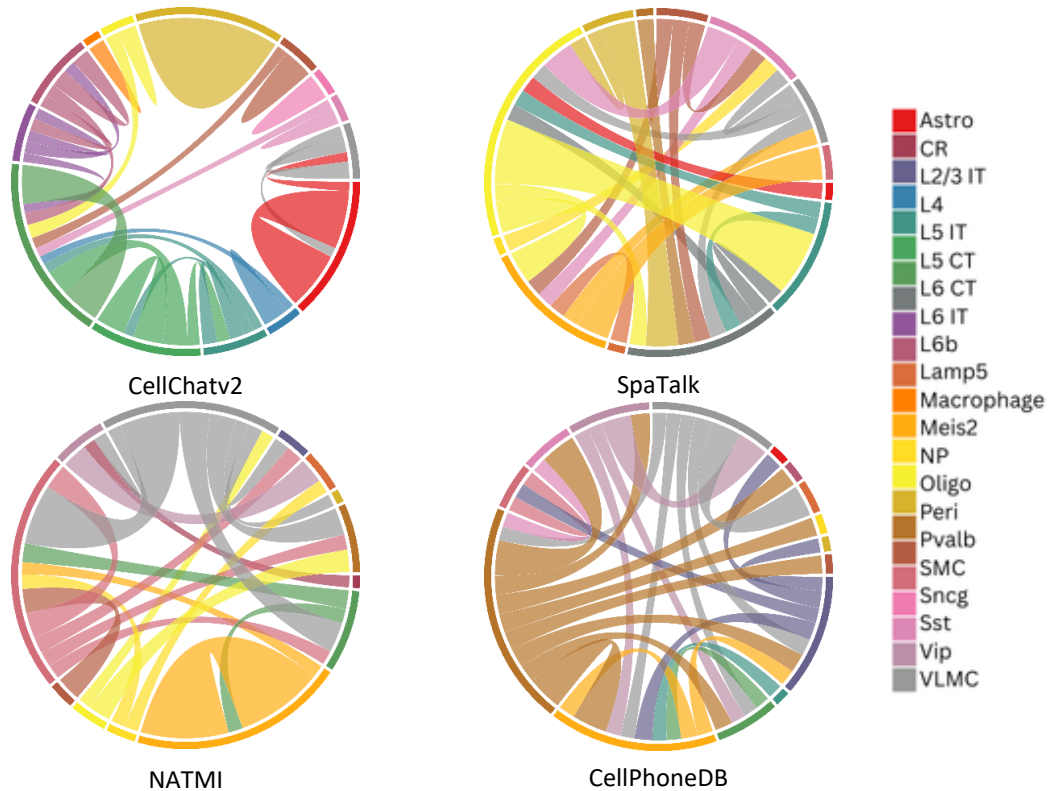 CellChatv2
SpaTalk
NATMI
CellPhoneDB
Astro
CR
L2/3 IT
L4
L5 IT
L5 CT
L6 CT
L6 IT
L6b
Lamp5
Macrophage
Meis2
NP
Oligo
Peri
Pvalb
SMC
Sncg
Sst
Vip
VLMC